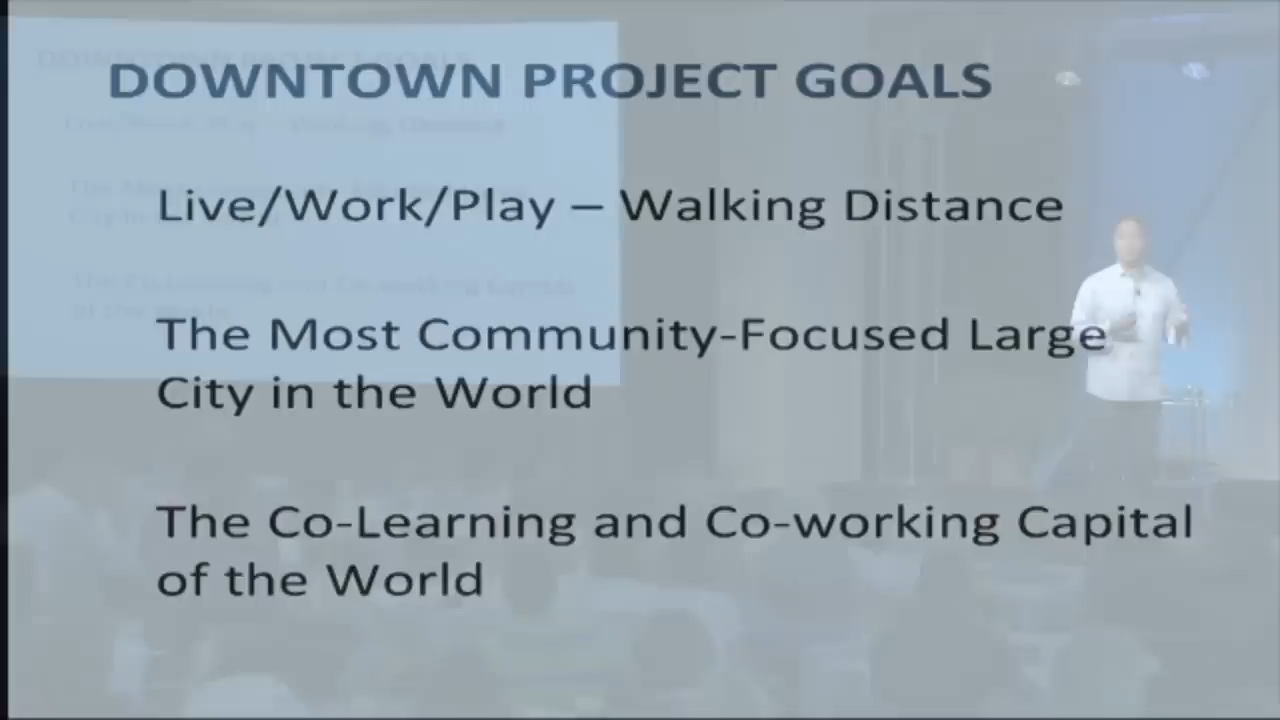 DOWNTOWN PROJECT GOALS
Live/Work/Play – Walking Distance
The Most Community-Focused Large
City in the World
The Co-Learning and Co-working Capital
of the World